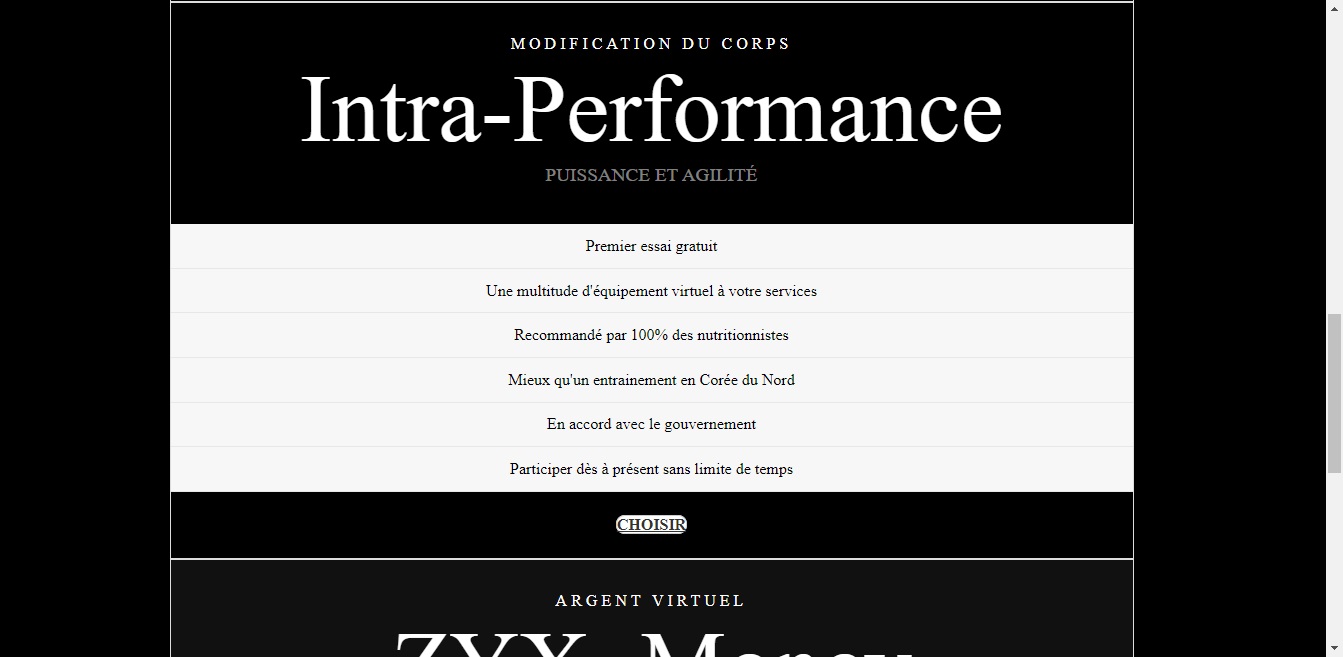 MODIFICATION DU CORPS
Intra-Performance
PUISSANCE ET AGILITÉ
Premier essai gratuit
Une multitude d'équipement virtuel à votre services
Recommandé par 100% des nutritionnistes
Mieux qu'un entrainement en Corée du Nord
En accord avec le gouvernement
Participer dès à présent sans limite de temps
CHOISIR
ARGENT VIRTUEL